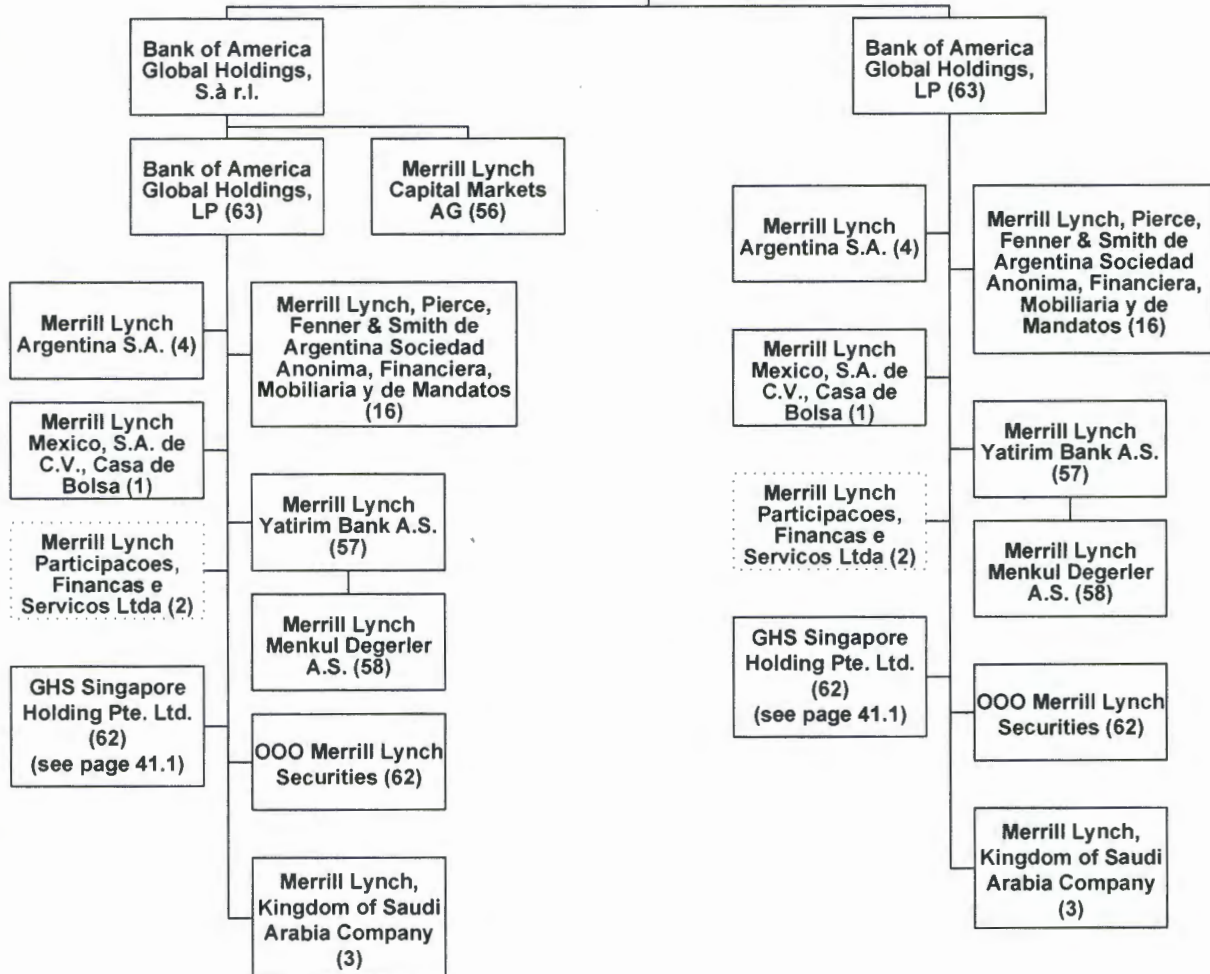 Bank of America
Global Holdings,
S.à r.l.
Bank of America
Global Holdings,
LP (63)
Merrill Lynch
Capital Markets
AG (56)
Merrill Lynch
Argentina S.A. (4)
Merrill Lynch, Pierce,
Fenner & Smith de
Argentina Sociedad
Anonima, Financiera,
Mobiliaria y de Mandatos
(16)
Merrill Lynch
Mexico, S.A. de
C.V., Casa de
Bolsa (1)
Merrill Lynch
Yatirim Bank A.S.
(57)
Merrill Lynch
Participacoes,
Financas e
Servicos Ltda (2)
Merrill Lynch
Menkul Degerler
A.S. (58)
GHS Singapore
Holding Pte. Ltd.
(62)
(see page 41.1)
OOO Merrill Lynch
Securities (62)
Merrill Lynch,
Kingdom of Saudi
Arabia Company
(3)
Bank of America
Global Holdings,
LP (63)
Merrill Lynch
Argentina S.A. (4)
Merrill Lynch, Pierce,
Fenner & Smith de
Argentina Sociedad
Anonima, Financiera,
Mobiliaria y de
Mandatos (16)
Merrill Lynch
Mexico, S.A. de
C.V., Casa de
Bolsa (1)
Merrill Lynch
Yatirim Bank A.S.
(57)
Merrill Lynch
Participacoes,
Financas e
Servicos Ltda (2)
Merrill Lynch
Menkul Degerler
A.S. (58)
GHS Singapore
Holding Pte. Ltd.
(62)
(see page 41.1)
OOO Merrill Lynch
Securities (62)
Merrill Lynch,
Kingdom of Saudi
Arabia Company
(3)